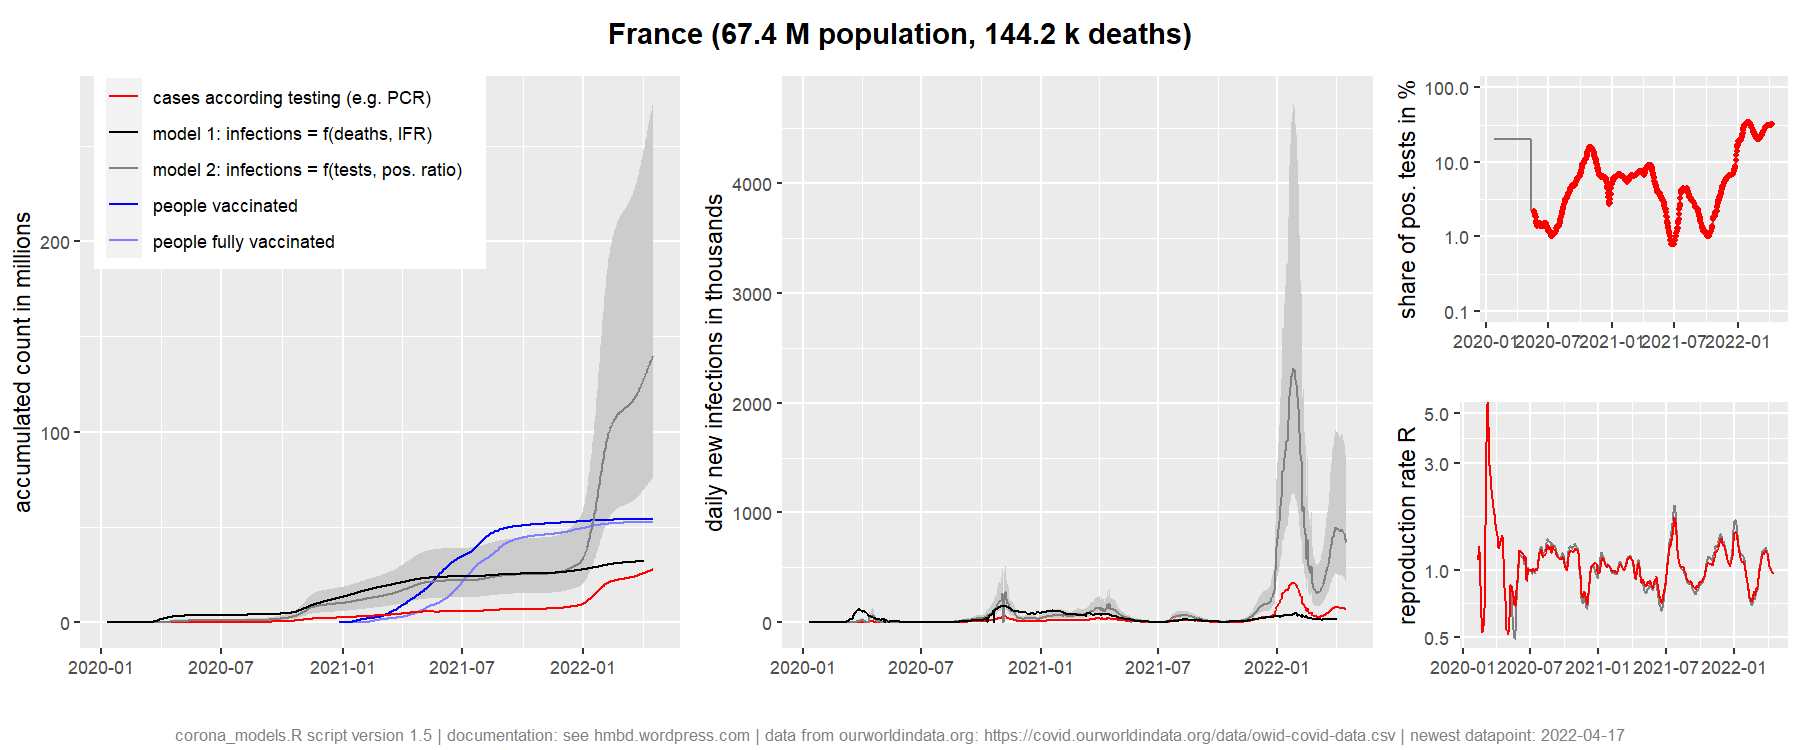 France (67.4 M population, 144.2 k deaths)
cases according testing (e.g. PCR)
model 1: infections = f(deaths, IFR)
model 2: infections = f(tests, pos. ratio)
people vaccinated
people fully vaccinated
accumulated count in millions
200
100
0
2020-01 2020-07 2021-01 2021-07 2022-01
daily new infections in thousands
4000
3000
2000
1000
0
2020-01 2020-07 2021-01 2021-07 2022-01
share of pos. tests in %
100.0
10.0
1.0
0.1
2020-01 2020-07 2021-01 2021-07 2022-01
reproduction rate R
5.0
3.0
1.0
0.5
2020-01 2020-07 2021-01 2021-07 2022-01
corona_models.R script version 1.5 | documentation: see hmbd.wordpress.com | data from ourworldindata.org: https://covid.ourworldindata.org/data/owid-covid-data.csv | newest datapoint: 2022-04-17